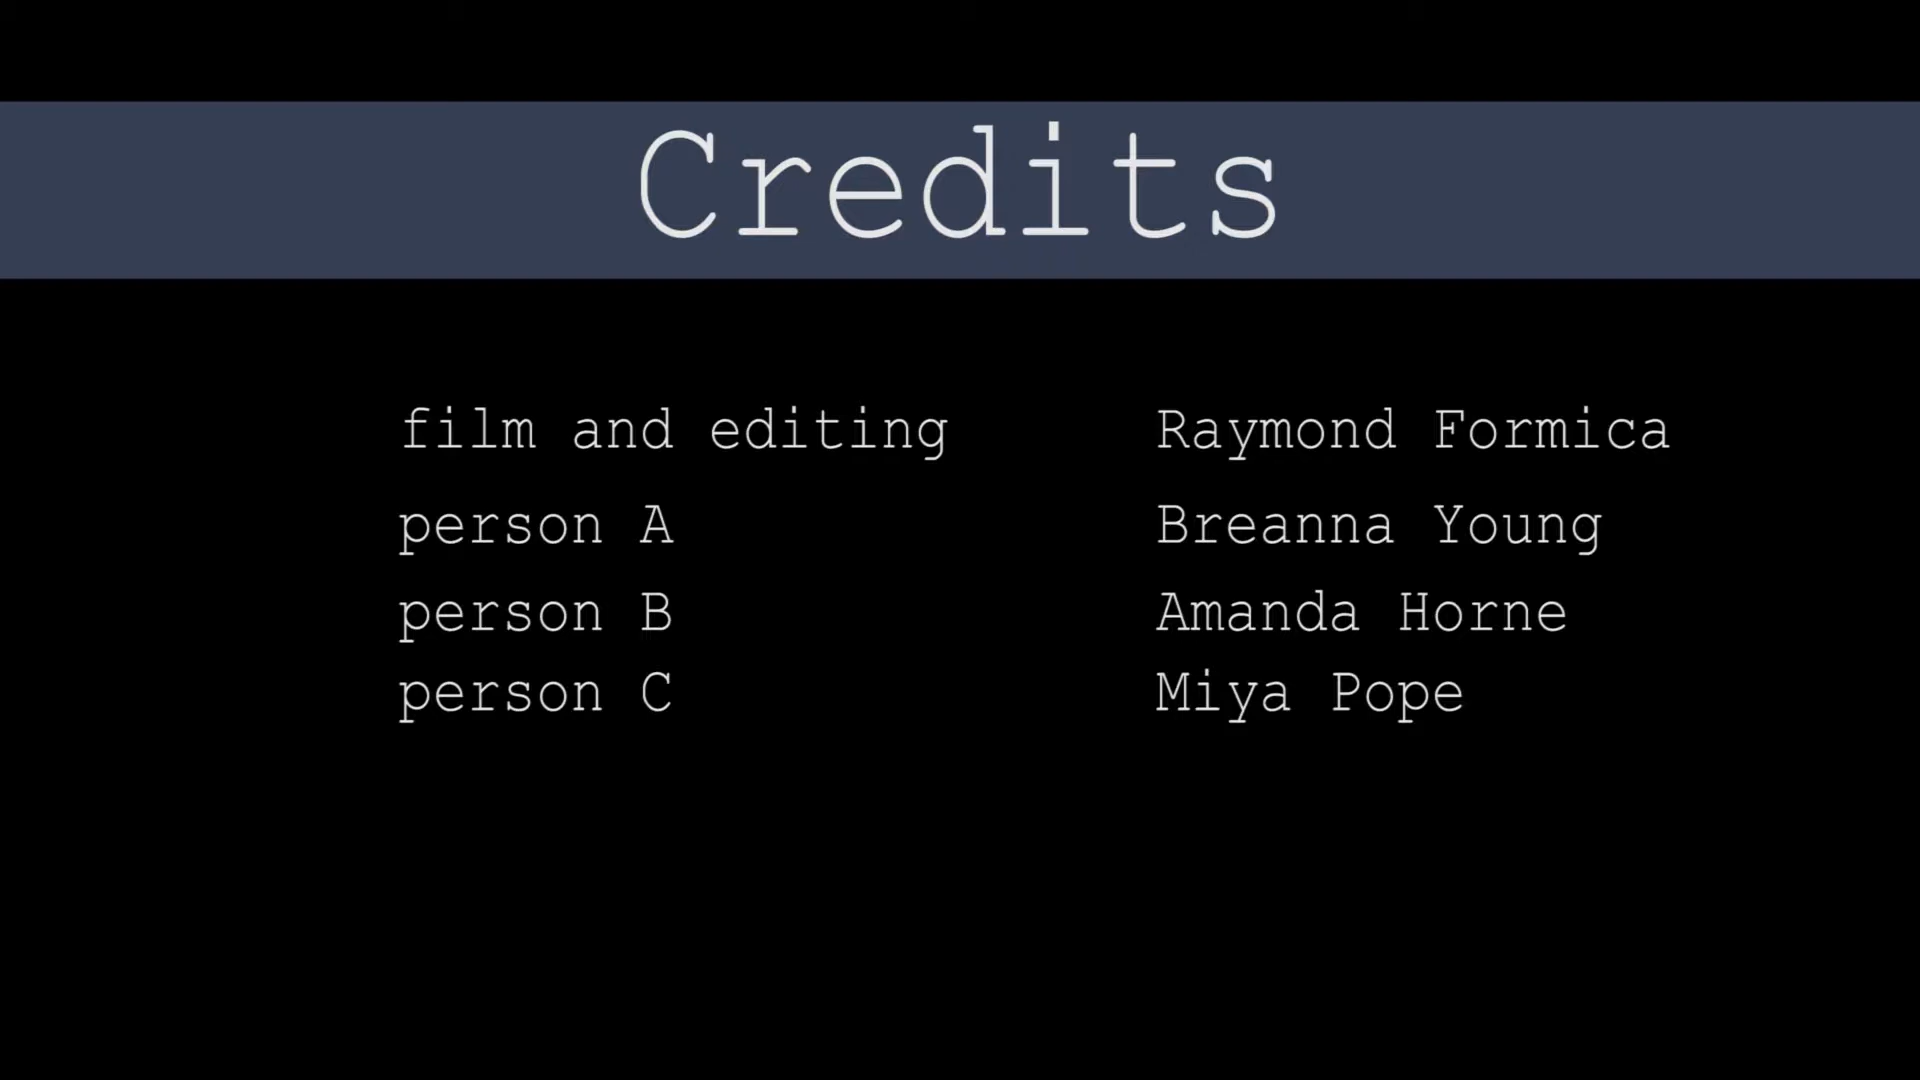 Credits
film and editing Raymond Formica
person A Breanna Young
person B Amanda Horne
person C Miya Pope